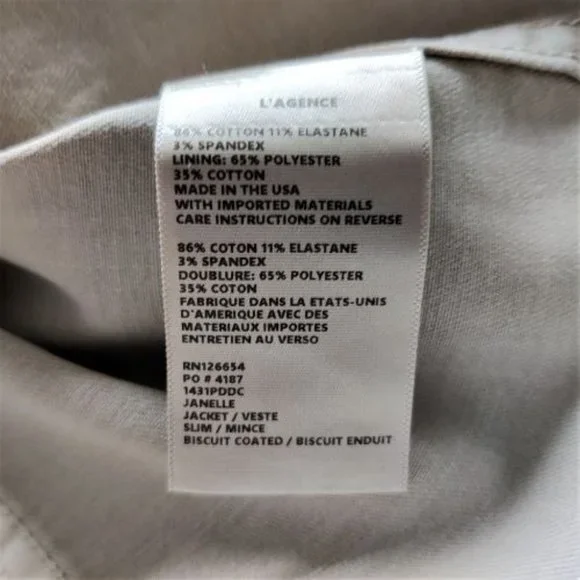 L'AGENCE
86% COTTON 11% ELASTANE
3% SPANDEX
LINING: 65% POLYESTER
35% COTTON
MADE IN THE USA
WITH IMPORTED MATERIALS
CARE INSTRUCTIONS ON REVERSE
86% COTON 11% ELASTANE
3% SPANDEX
DOUBLURE: 65% POLYESTER
35% COTON
FABRIQUE DANS LA ETATS-UNIS
D'AMERIQUE AVEC DES
MATERIAUX IMPORTES
ENTRETIEN AU VERSO
RN126654
PO # 4187
1431PDDC
JANELLE
JACKET / VESTE
SLIM / MINCE
BISCUIT COATED / BISCUIT ENDUIT